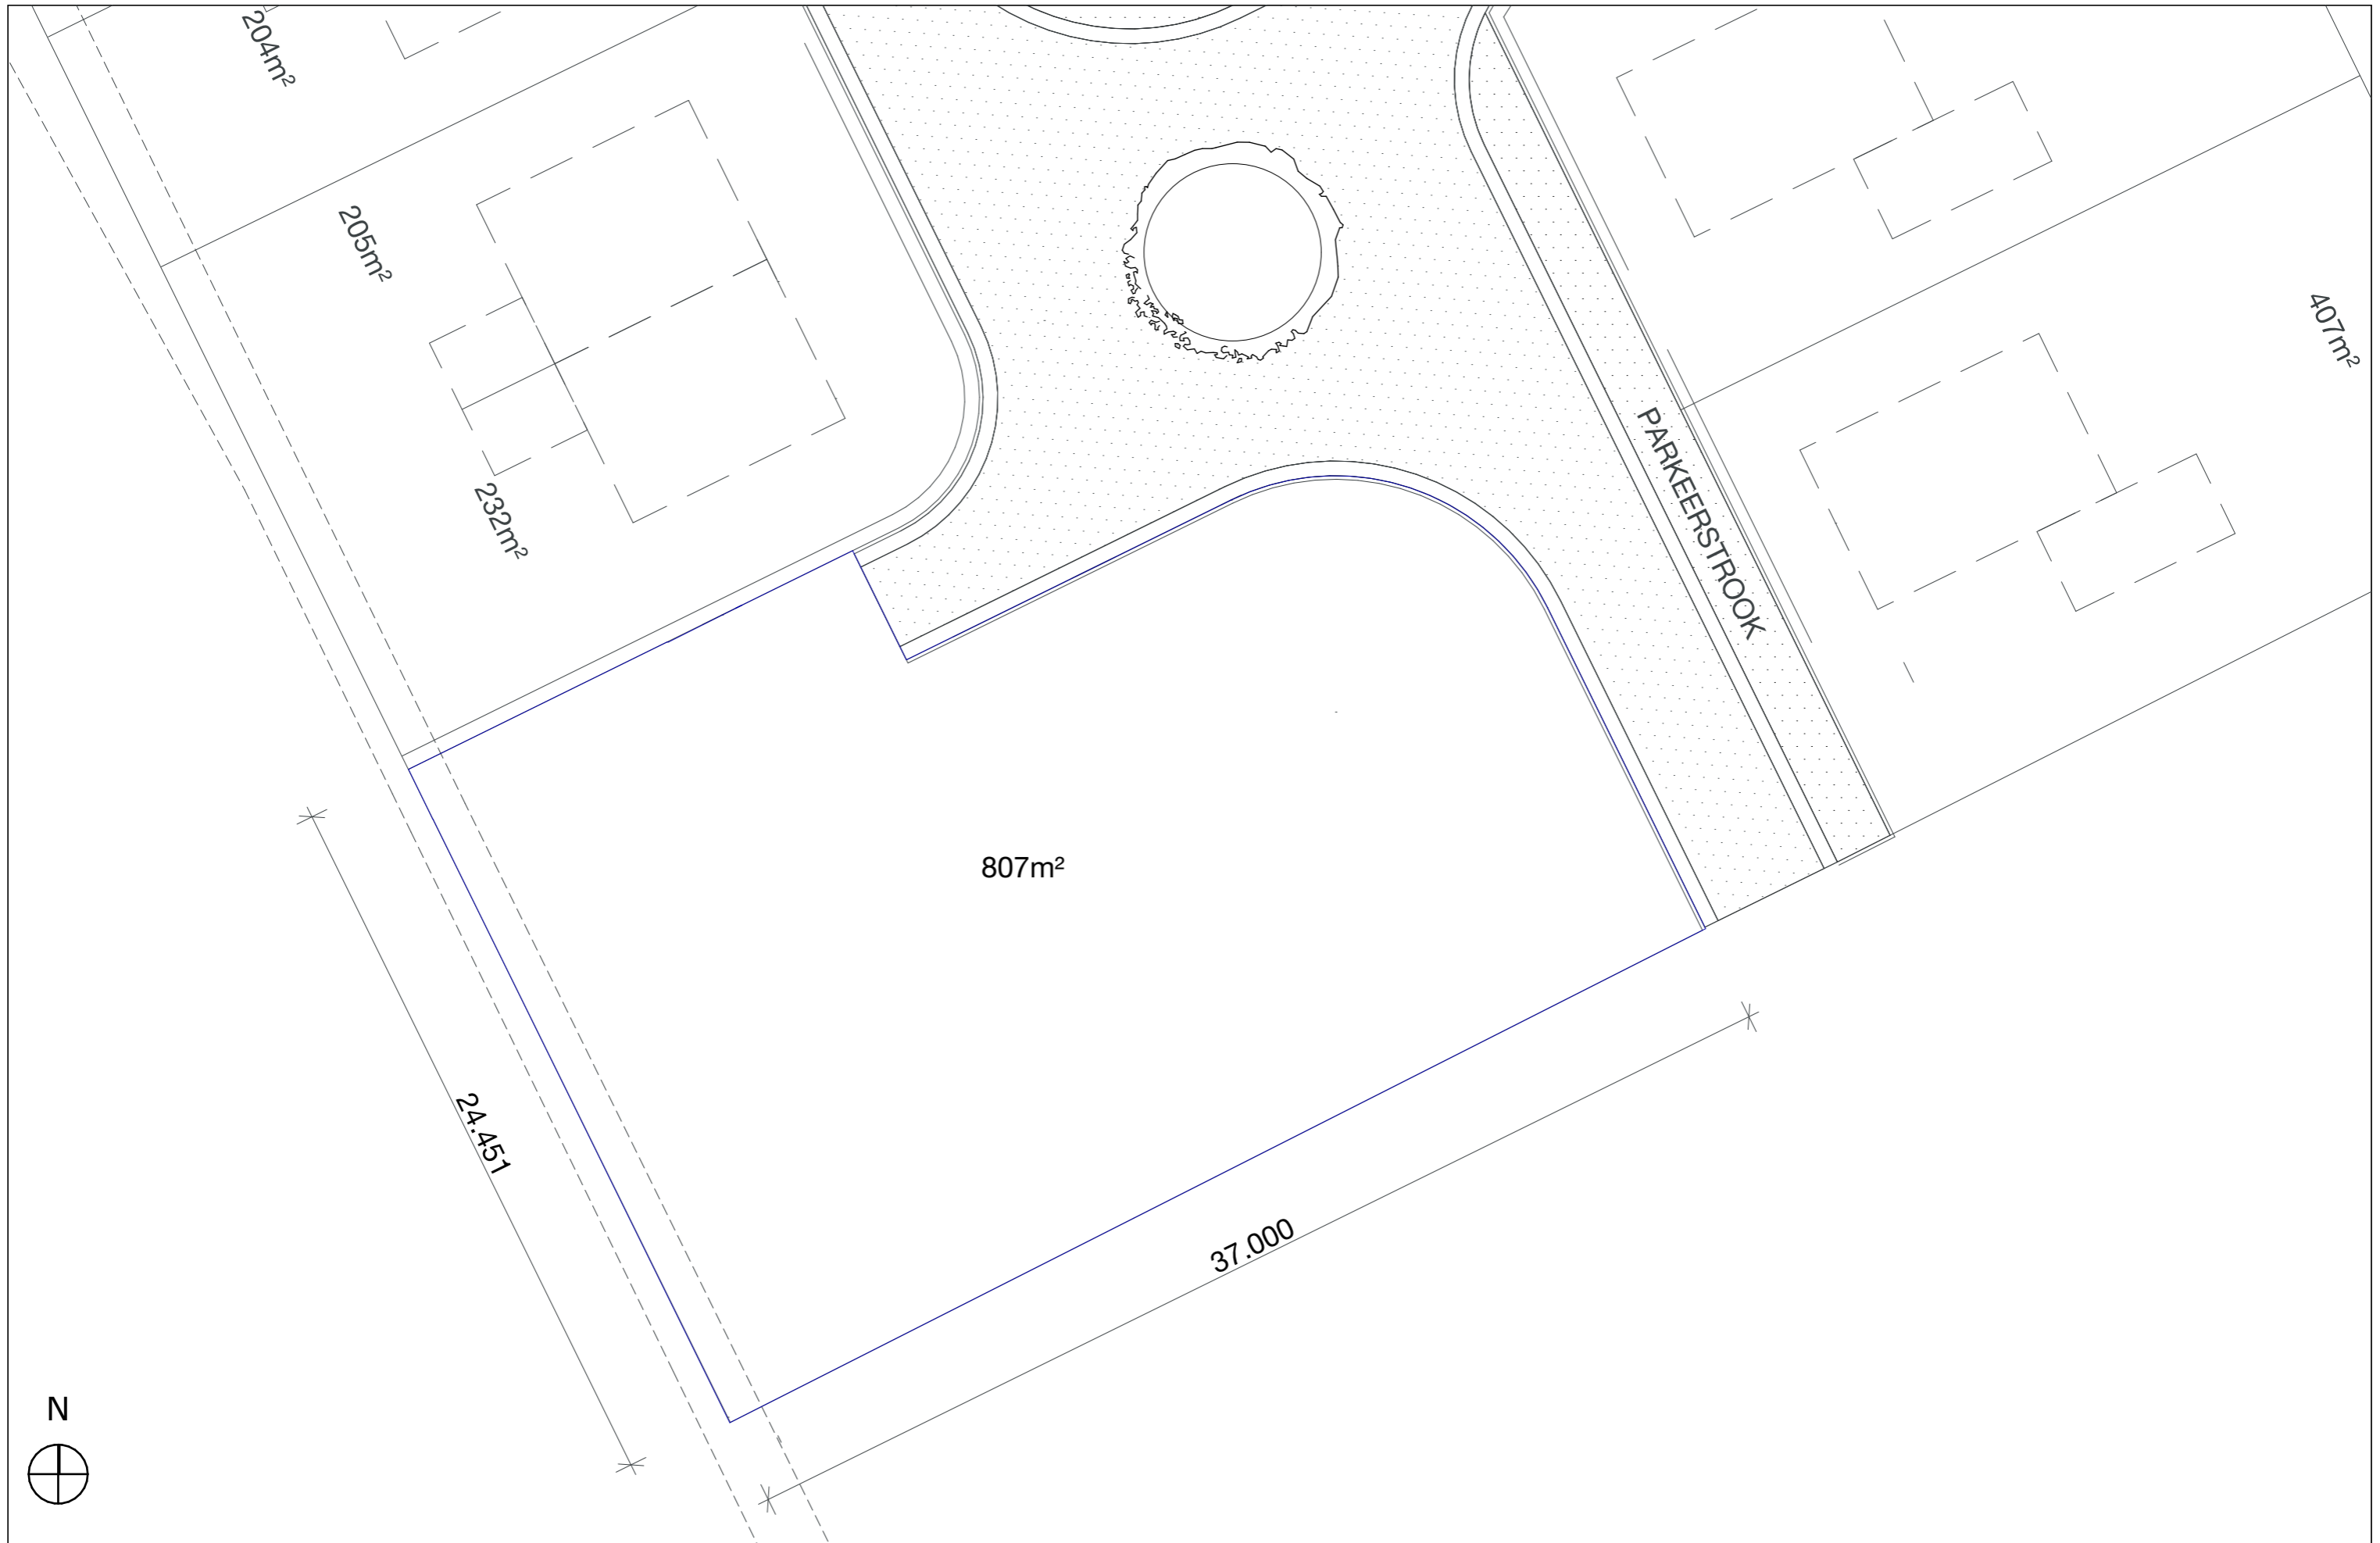 204m²
205m²
232m²
407m²
PARKEERSTROOK
807m²
24.451
37.000
N